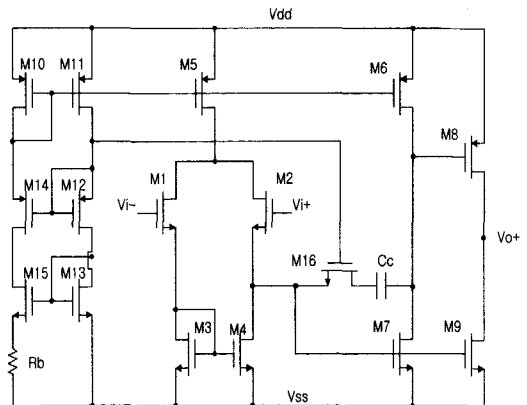 Vdd
M10 M11 M5 M6
M8
M14 M12 M1 M2
Vi- Vi+
Vo+
M16 Cc
M15 M13
M3 M4 M7 M9
Rb
Vss